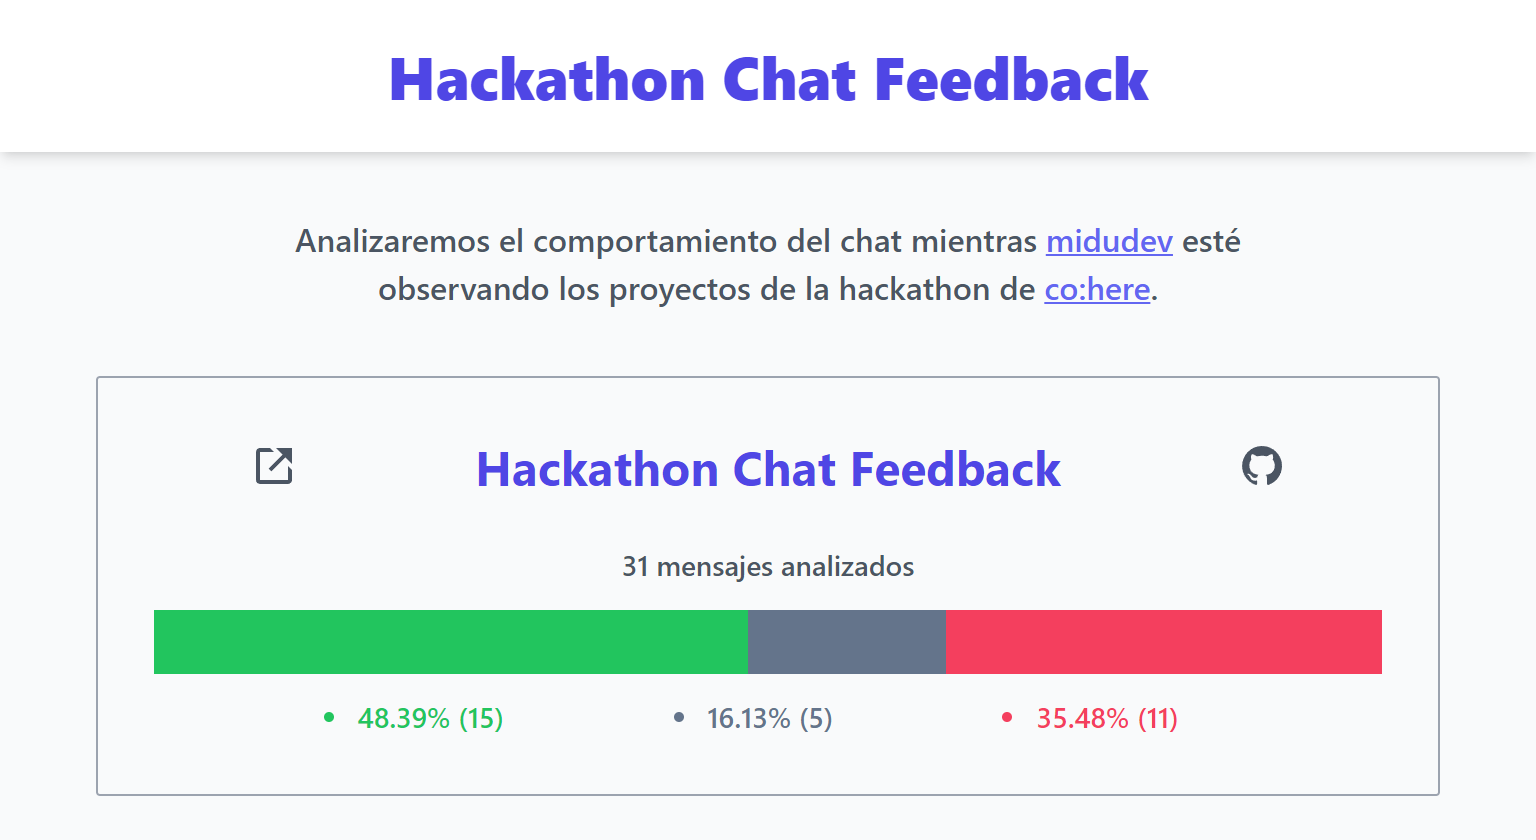 Hackathon Chat Feedback
Analizaremos el comportamiento del chat mientras midudev esté
observando los proyectos de la hackathon de co:here.
Hackathon Chat Feedback
31 mensajes analizados
48.39% (15)
16.13% (5)
35.48% (11)